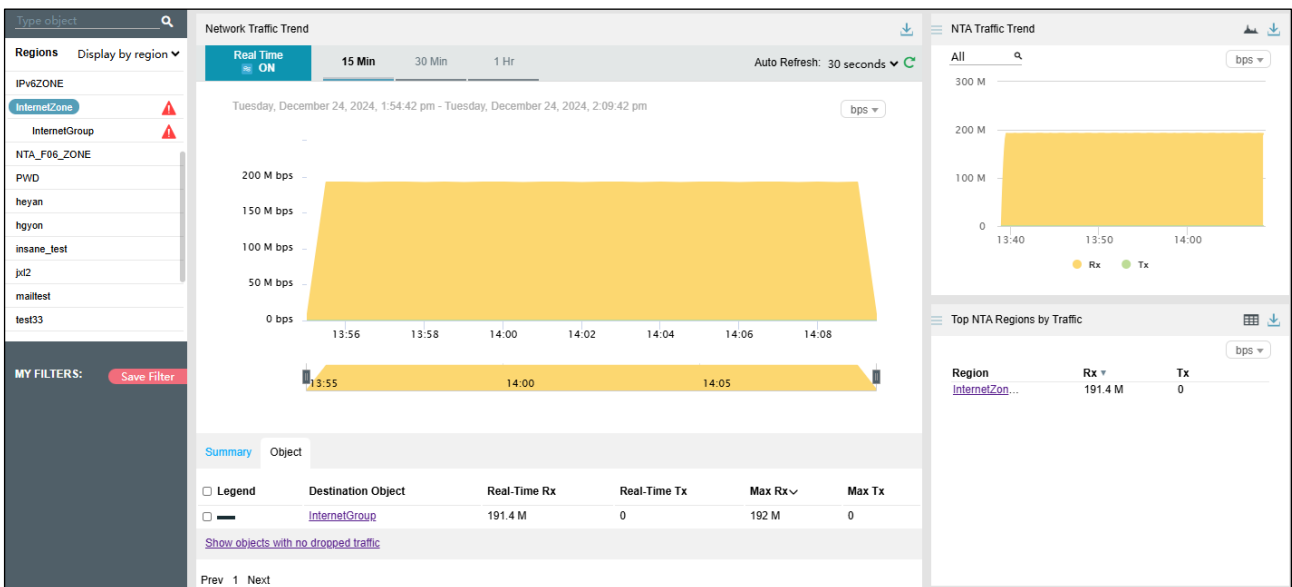 Type object
Regions Display by region
IPv6ZONE
InternetZone
InternetGroup
NTA_F06_ZONE
PWD
heyan
hgyon
insane_test
jxl2
mailtest
test33
MY FILTERS: Save Filter
Network Traffic Trend
Real Time
ON
15 Min 30 Min 1 Hr
Auto Refresh: 30 seconds
Tuesday, December 24, 2024, 1:54:42 pm - Tuesday, December 24, 2024, 2:09:42 pm
bps
200 M bps
150 M bps
100 M bps
50 M bps
0 bps
13:56 13:58 14:00 14:02 14:04 14:06 14:08
13:55 14:00 14:05
Summary Object
Legend Destination Object Real-Time Rx Real-Time Tx Max Rx Max Tx
InternetGroup 191.4 M 0 192 M 0
Show objects with no dropped traffic
Prev 1 Next
NTA Traffic Trend
All
bps
300 M
200 M
100 M
0
13:40 13:50 14:00
Rx Tx
Top NTA Regions by Traffic
bps
Region Rx Tx
InternetZon... 191.4 M 0